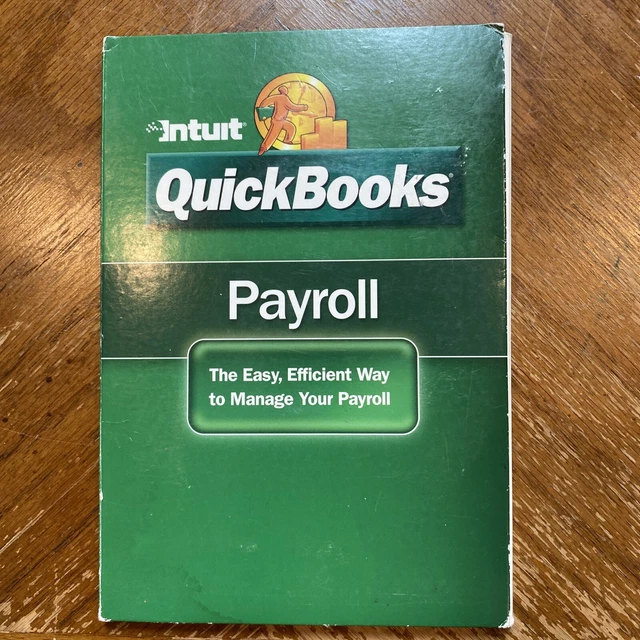 Intuit®
QuickBooks®
Payroll
The Easy, Efficient Way
to Manage Your Payroll